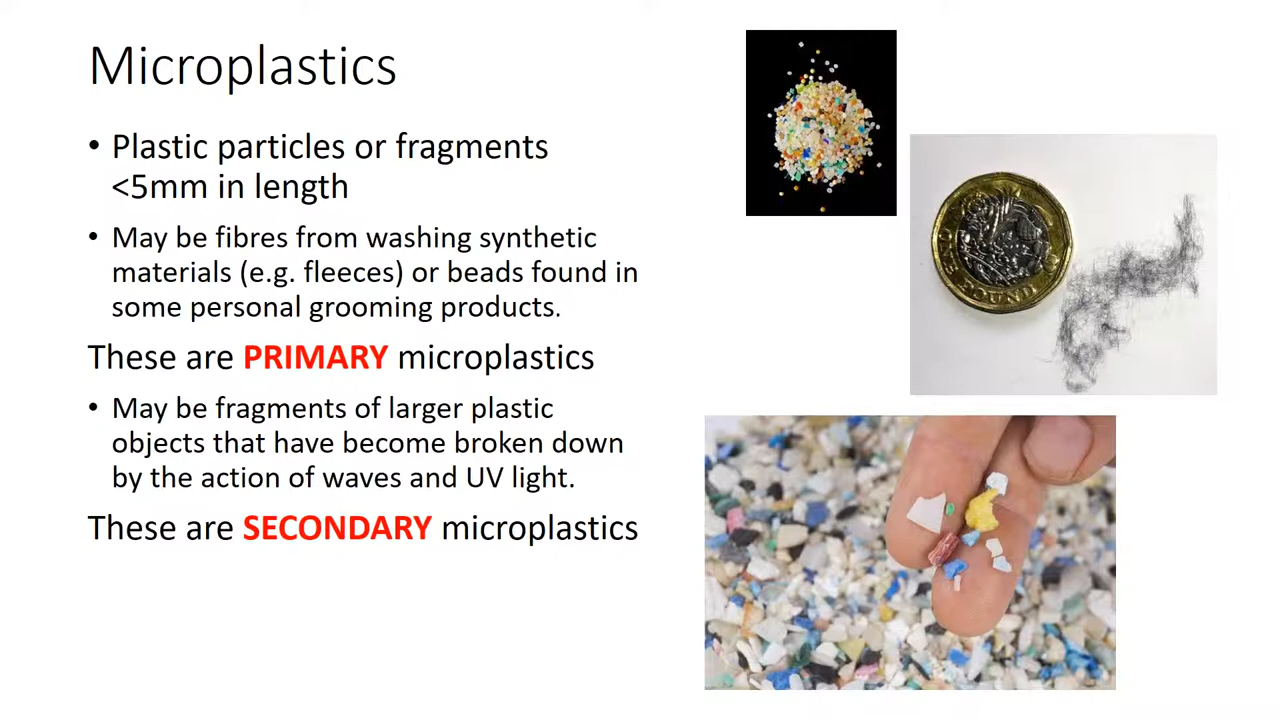 Microplastics
• Plastic particles or fragments
<5mm in length
• May be fibres from washing synthetic
materials (e.g. fleeces) or beads found in
some personal grooming products.
These are PRIMARY microplastics
• May be fragments of larger plastic
objects that have become broken down
by the action of waves and UV light.
These are SECONDARY microplastics